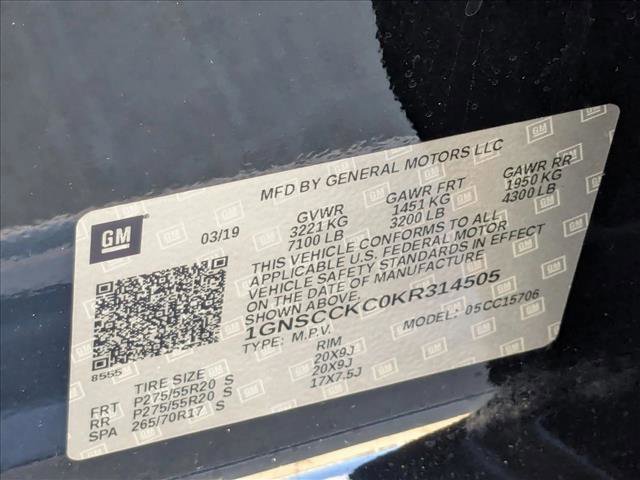 MFD BY GENERAL MOTORS LLC
GM
03/19
GVWR GAWR FRT GAWR RR
3221 KG 1451 KG 1950 KG
7100 LB 3200 LB 4300 LB
THIS VEHICLE CONFORMS TO ALL
APPLICABLE U.S. FEDERAL MOTOR
VEHICLE SAFETY STANDARDS IN EFFECT
ON THE DATE OF MANUFACTURE
SHOWN ABOVE.
1GNSCCKC0KR314505
TYPE: M.P.V. MODEL: 05CC15706
8555
TIRE SIZE RIM
FRT P275/55R20 S 20X9J
RR P275/55R20 S 20X9J
SPA 265/70R17 S 17X7.5J